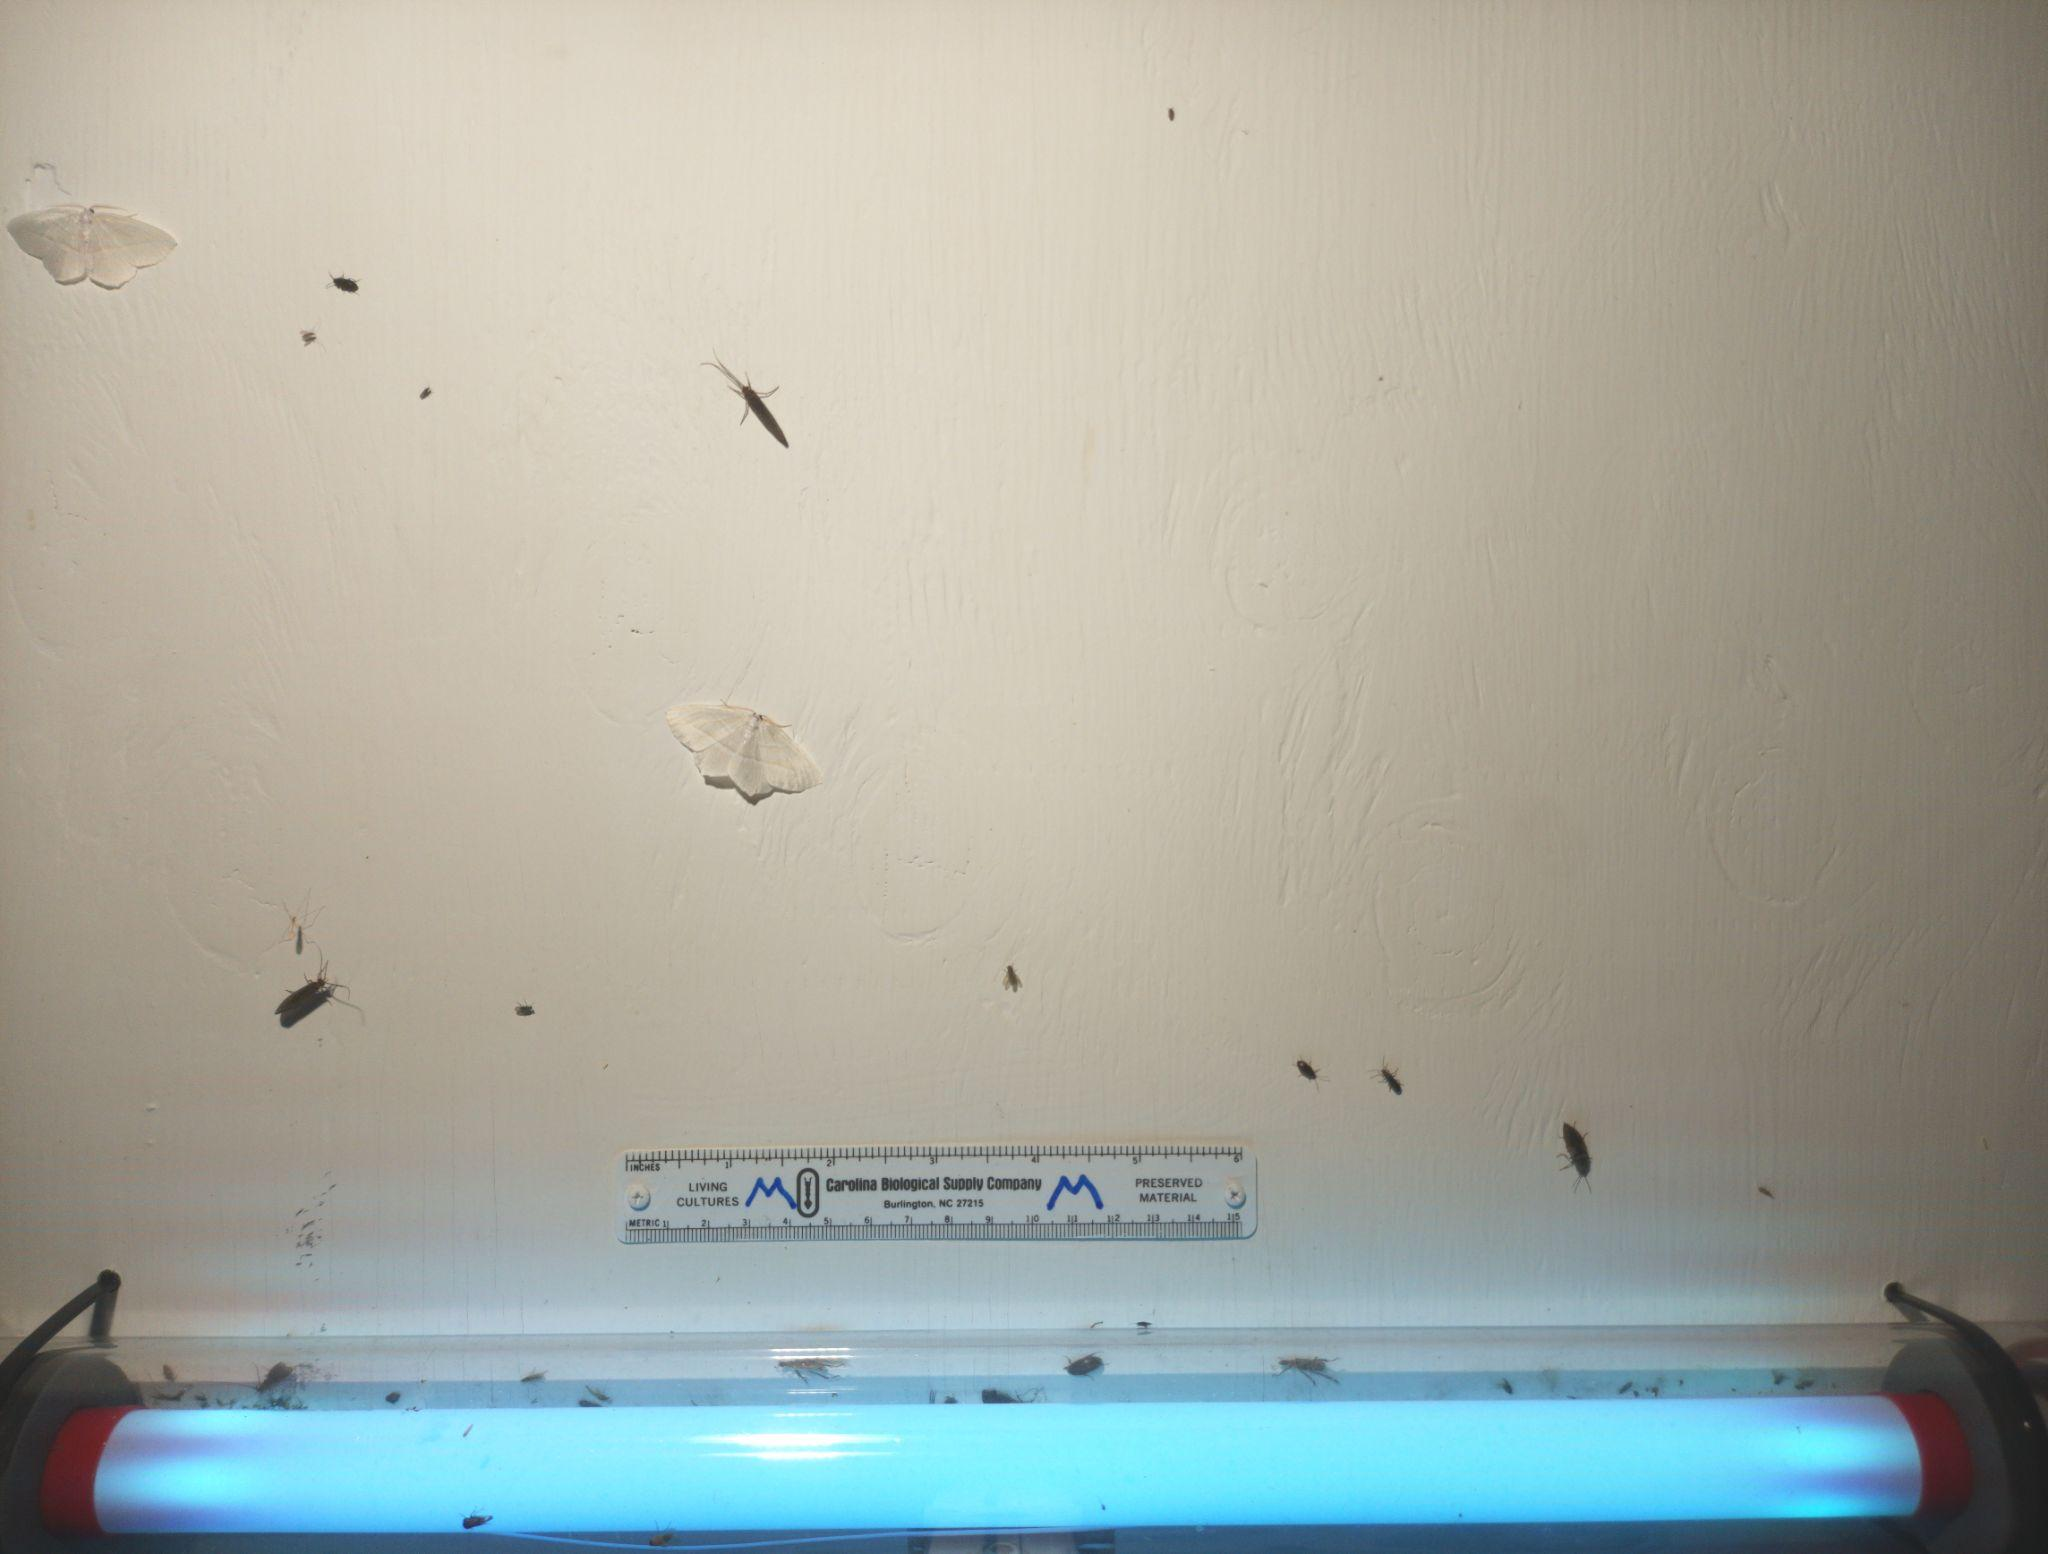 INCHES 1 2 3 4 5 6
LIVING CULTURES
M
Carolina Biological Supply Company
Burlington, NC 27215
M
PRESERVED MATERIAL
METRIC 1 2 3 4 5 6 7 8 9 10 11 12 13 14 15